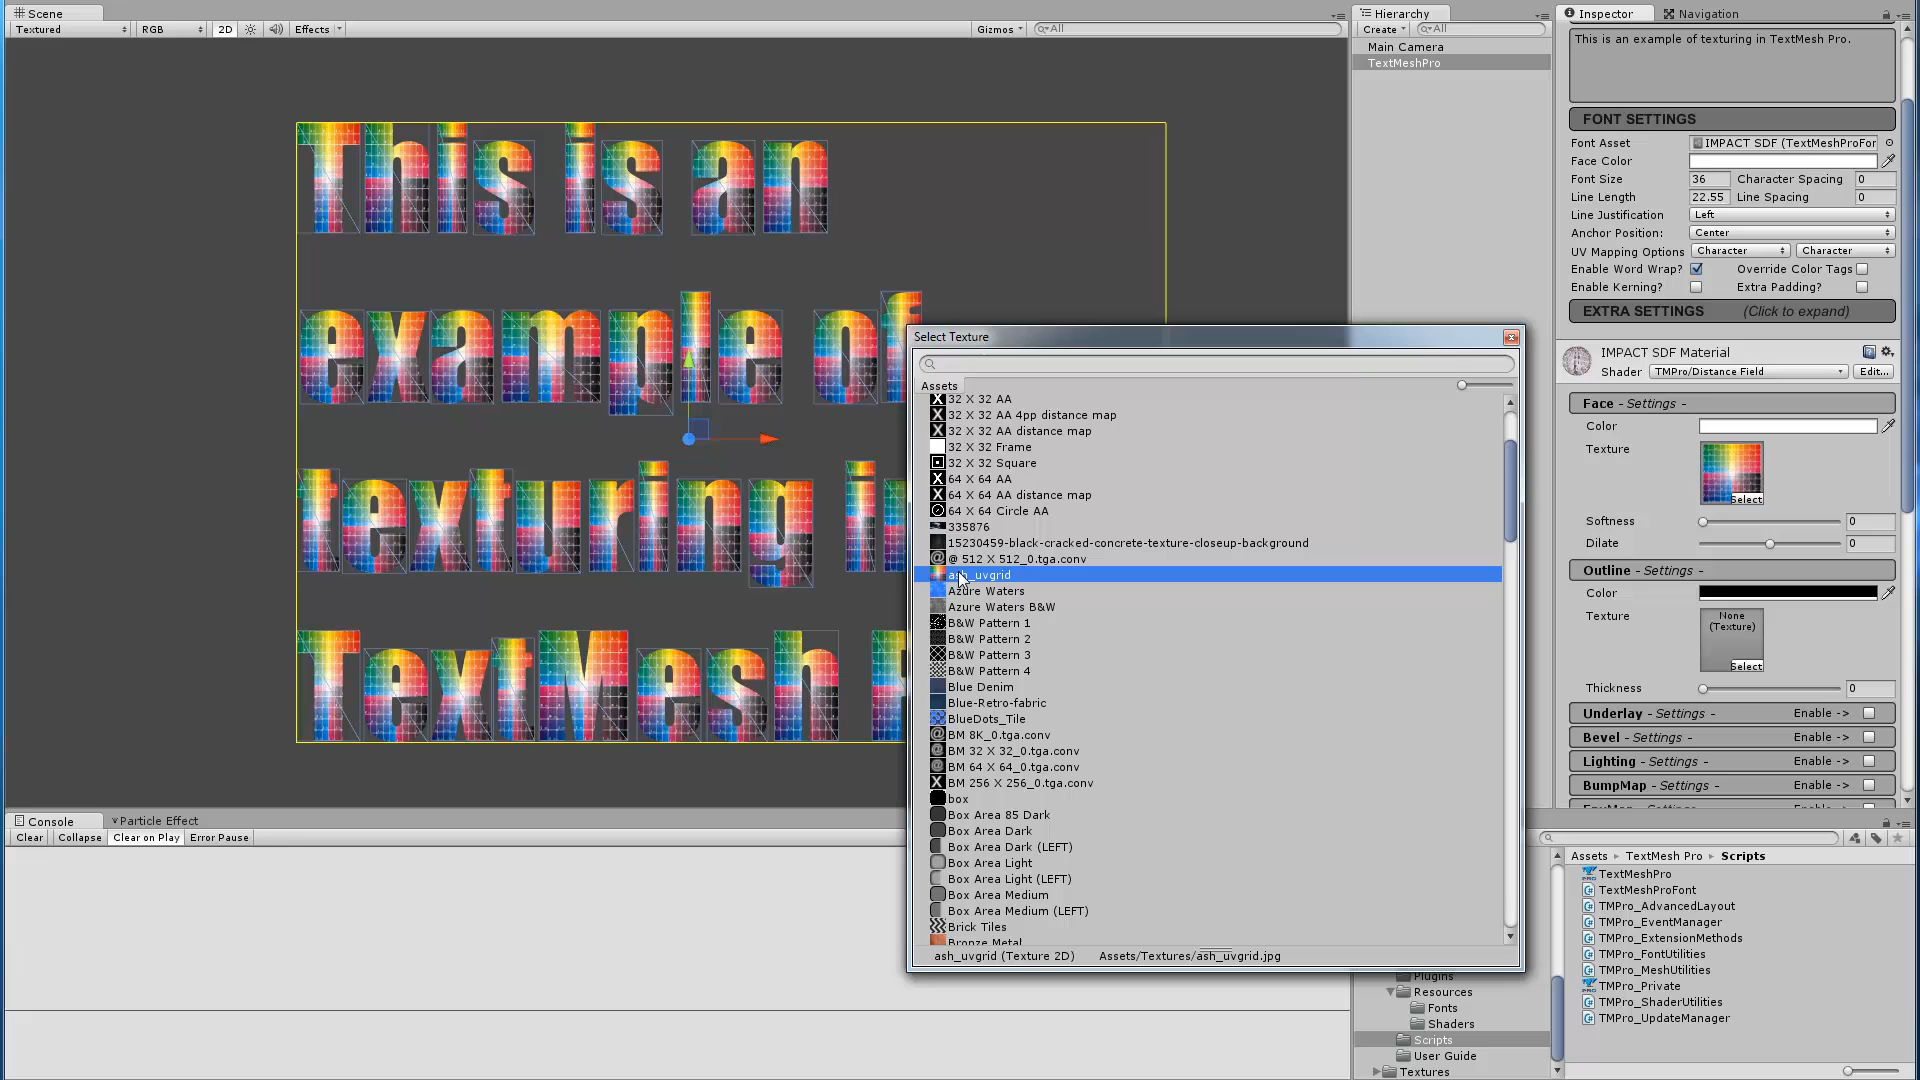 Scene
Hierarchy
Inspector
Navigation
Textured
RGB
2D
Effects
Gizmos
All
Create
All
Main Camera
TextMeshPro
This is an example of texturing in TextMesh Pro.
FONT SETTINGS
Font Asset
IMPACT SDF (TextMeshProFor
Face Color
Font Size
36
Character Spacing
0
Line Length
22.55
Line Spacing
0
Line Justification
Left
Anchor Position:
Center
UV Mapping Options
Character
Character
Enable Word Wrap?
Override Color Tags
Enable Kerning?
Extra Padding?
EXTRA SETTINGS
(Click to expand)
IMPACT SDF Material
Shader
TMPro/Distance Field
Edit...
Face - Settings -
Color
Texture
Select
Softness
0
Dilate
0
Outline - Settings -
Color
Texture
None
(Texture)
Select
Thickness
0
Underlay - Settings -
Enable ->
Bevel - Settings -
Enable ->
Lighting - Settings -
Enable ->
BumpMap - Settings -
Enable ->
This is an
example of
texturing i
TextMesh
Select Texture
Assets
32 X 32 AA
32 X 32 AA 4pp distance map
32 X 32 AA distance map
32 X 32 Frame
32 X 32 Square
64 X 64 AA
64 X 64 AA distance map
64 X 64 Circle AA
335876
15230459-black-cracked-concrete-texture-closeup-background
@ 512 X 512_0.tga.conv
ash_uvgrid
Azure Waters
Azure Waters B&W
B&W Pattern 1
B&W Pattern 2
B&W Pattern 3
B&W Pattern 4
Blue Denim
Blue-Retro-fabric
BlueDots_Tile
BM 8K_0.tga.conv
BM 32 X 32_0.tga.conv
BM 64 X 64_0.tga.conv
BM 256 X 256_0.tga.conv
box
Box Area 85 Dark
Box Area Dark
Box Area Dark (LEFT)
Box Area Light
Box Area Light (LEFT)
Box Area Medium
Box Area Medium (LEFT)
Brick Tiles
Bronze Metal
ash_uvgrid (Texture 2D)
Assets/Textures/ash_uvgrid.jpg
Console
Particle Effect
Clear
Collapse
Clear on Play
Error Pause
Plugins
Resources
Fonts
Shaders
Scripts
User Guide
Textures
Assets
TextMesh Pro
Scripts
TextMeshPro
TextMeshProFont
TMPro_AdvancedLayout
TMPro_EventManager
TMPro_ExtensionMethods
TMPro_FontUtilities
TMPro_MeshUtilities
TMPro_Private
TMPro_ShaderUtilities
TMPro_UpdateManager